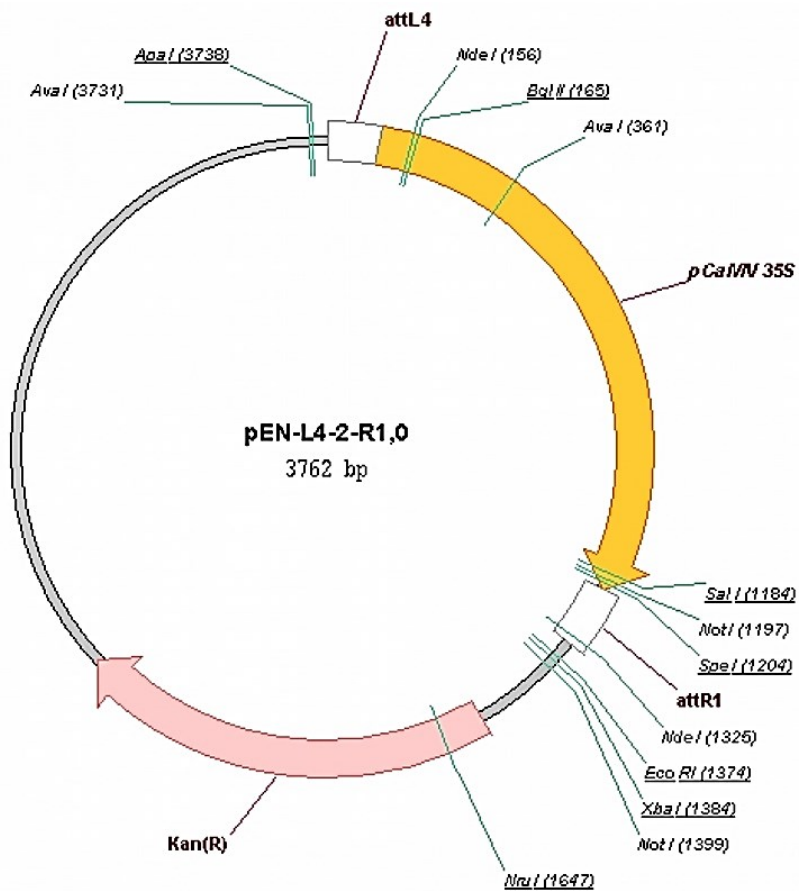 attL4
Apa I (3738)
Nde I (156)
Ava I (3731)
Bgl II (165)
Ava I (361)
pCaMV 35S
pEN-L4-2-R1,0
3762 bp
Sal I (1184)
Not I (1197)
Spe I (1204)
attR1
Nde I (1325)
Eco RI (1374)
Xba I (1384)
Not I (1399)
Kan(R)
Nru I (1647)